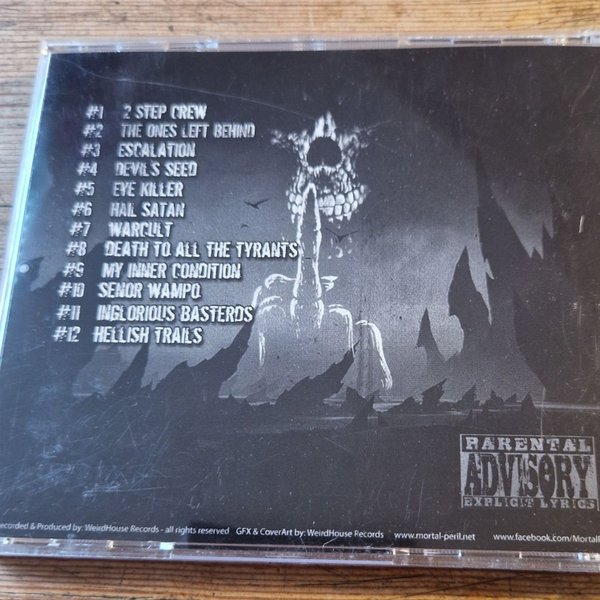 #1 2 STEP CREW
#2 THE ONES LEFT BEHIND
#3 ESCALATION
#4 DEVILS SEED
#5 EYE KILLER
#6 HAIL SATAN
#7 WARCULT
#8 DEATH TO ALL THE TYRANTS
#9 MY INNER CONDITION
#10 SENOR WAMPO
#11 INGLORIOUS BASTERDS
#12 HELLISH TRAILS
PARENTAL
ADVISORY
EXPLICIT LYRICS
ecorded & Produced by: WeirdHouse Records - all rights reserved GFX & CoverArt by: WeirdHouse Records www.mortal-peril.net www.facebook.com/Mortal